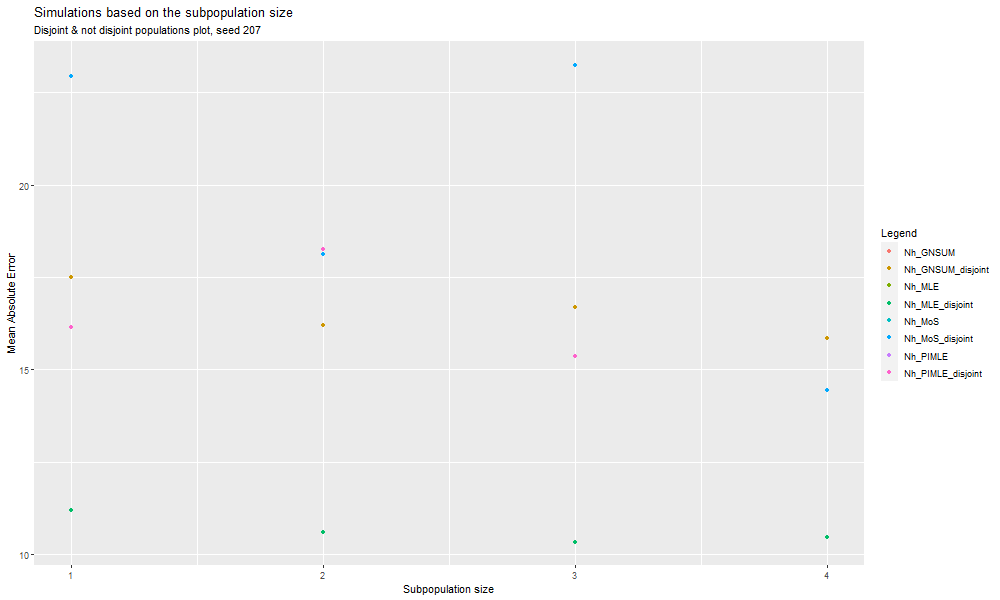 Simulations based on the subpopulation size
Disjoint & not disjoint populations plot, seed 207
Mean Absolute Error
20
15
10
1 2 3 4
Subpopulation size
Legend
Nh_GNSUM
Nh_GNSUM_disjoint
Nh_MLE
Nh_MLE_disjoint
Nh_MoS
Nh_MoS_disjoint
Nh_PIMLE
Nh_PIMLE_disjoint